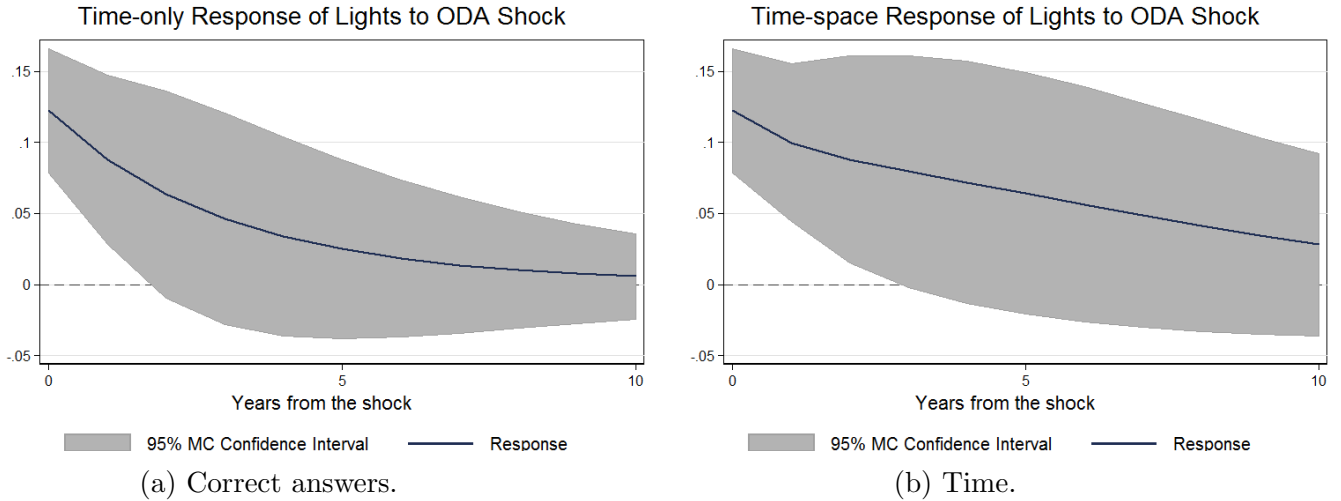 Time-only Response of Lights to ODA Shock
.15
.1
.05
0
-.05
0 5 10
Years from the shock
95% MC Confidence Interval Response
(a) Correct answers.
Time-space Response of Lights to ODA Shock
.15
.1
.05
0
-.05
0 5 10
Years from the shock
95% MC Confidence Interval Response
(b) Time.